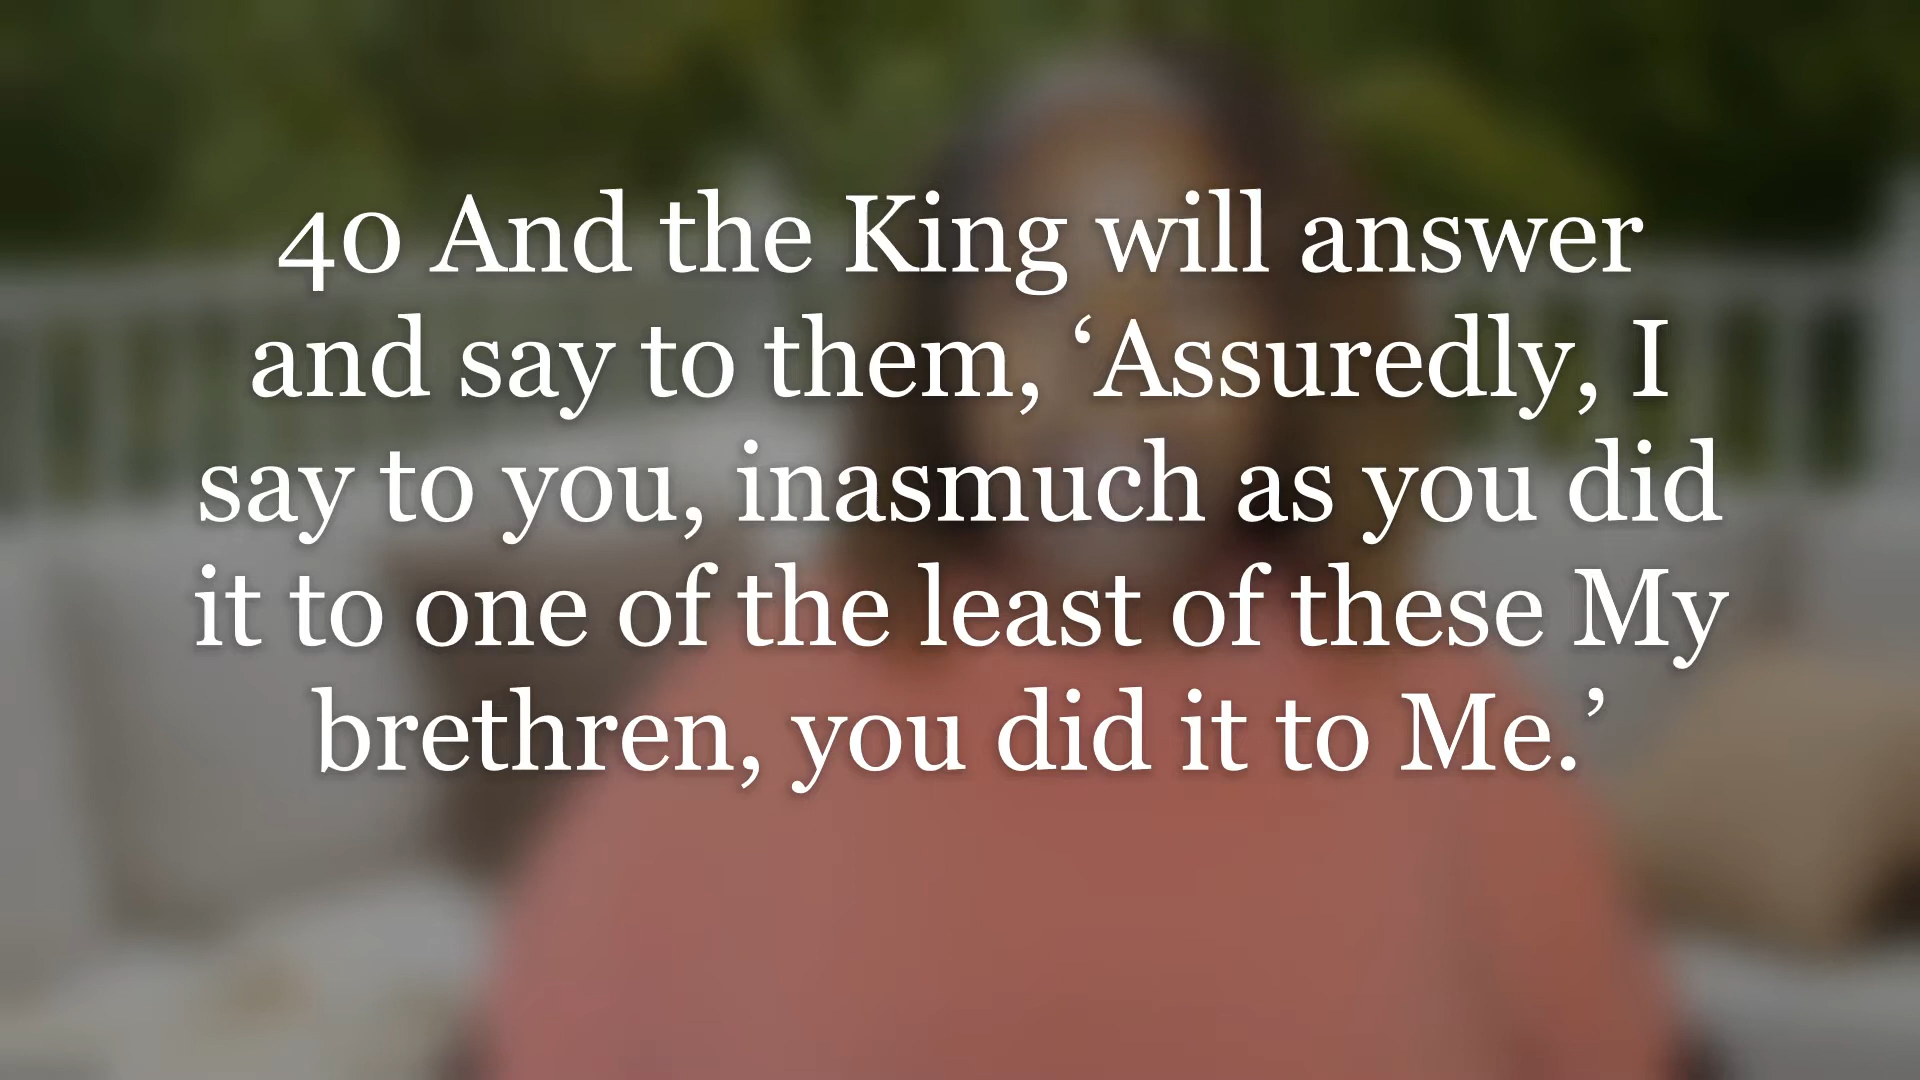 40 And the King will answer
and say to them, ‘Assuredly, I
say to you, inasmuch as you did
it to one of the least of these My
brethren, you did it to Me.’